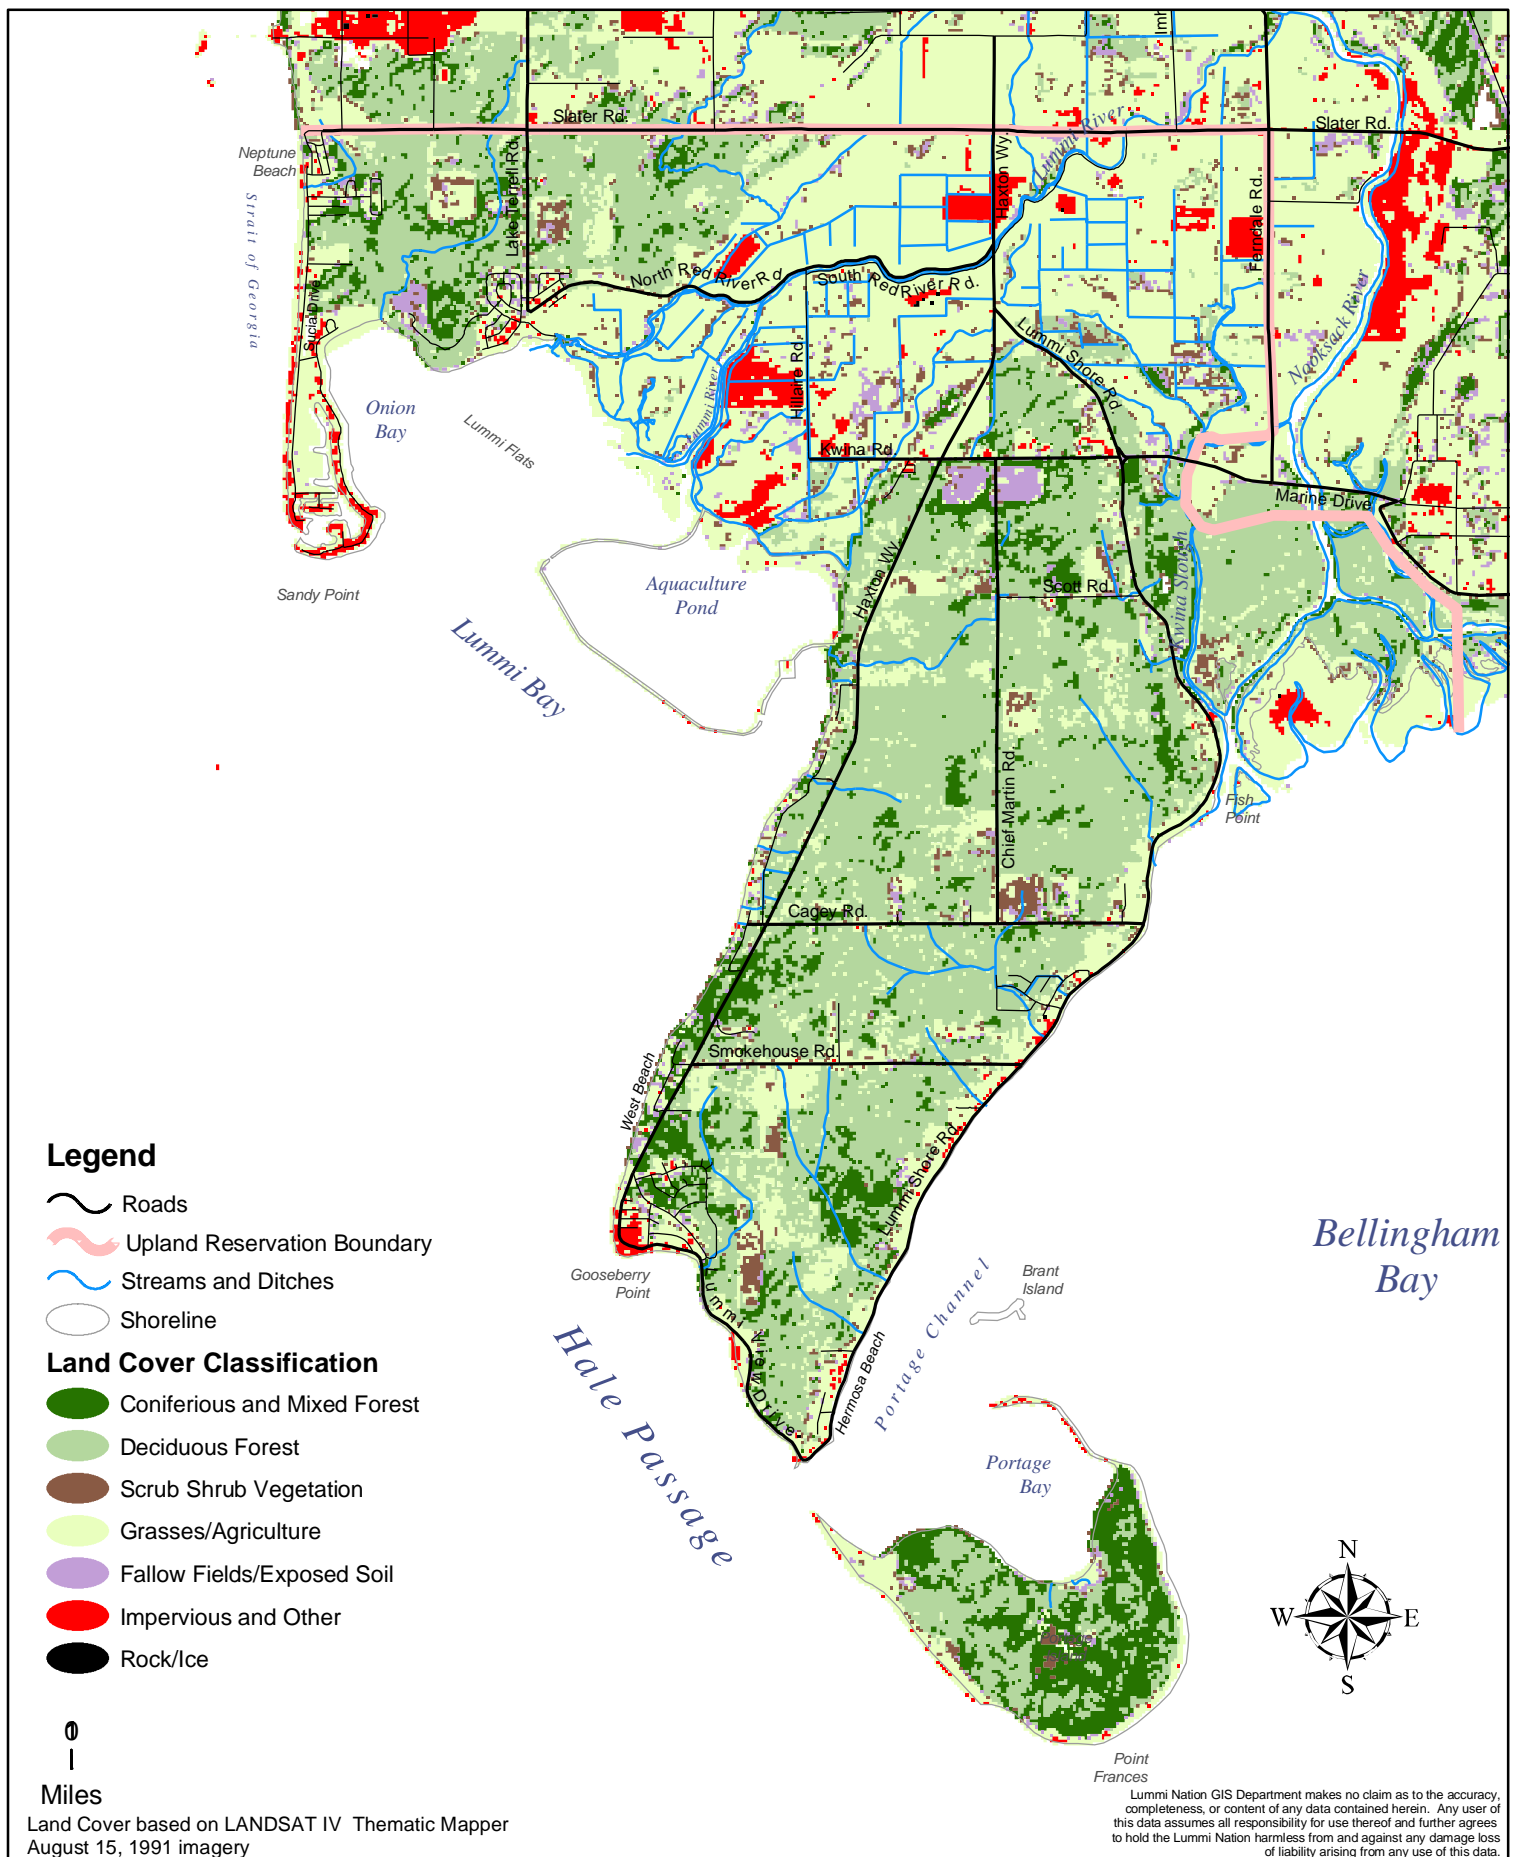 Imh
Slater Rd.
Slater Rd.
Neptune
Beach
Strait of Georgia
Lake Terrell Rd.
Haxton Wy.
Lummi River
Ferndale Rd.
Sucia Drive
North Red River Rd
South Red River Rd.
Nooksack River
Lummi Shore Rd
Hillaire Rd.
Lummi River
Onion
Bay
Lummi Flats
Kwina Rd.
Marine Drive
Sandy Point
Aquaculture
Pond
Haxton Wy.
Scott Rd.
Kwina Slough
Lummi Bay
Chief Martin Rd.
Fish
Point
Cagey Rd.
Smokehouse Rd.
West Beach
Lummi Shore Rd.
Gooseberry
Point
Lummi View Drive
Hermosa Beach
Portage Channel
Brant
Island
Bellingham
Bay
Hale Passage
Portage
Bay
Point
Frances
N
W
E
S
Legend
Roads
Upland Reservation Boundary
Streams and Ditches
Shoreline
Land Cover Classification
Coniferious and Mixed Forest
Deciduous Forest
Scrub Shrub Vegetation
Grasses/Agriculture
Fallow Fields/Exposed Soil
Impervious and Other
Rock/Ice
Miles
Land Cover based on LANDSAT IV Thematic Mapper
August 15, 1991 imagery
Lummi Nation GIS Department makes no claim as to the accuracy,
completeness, or content of any data contained herein. Any user of
this data assumes all responsibility for use thereof and further agrees
to hold the Lummi Nation harmless from and against any damage loss
of liability arising from any use of this data.